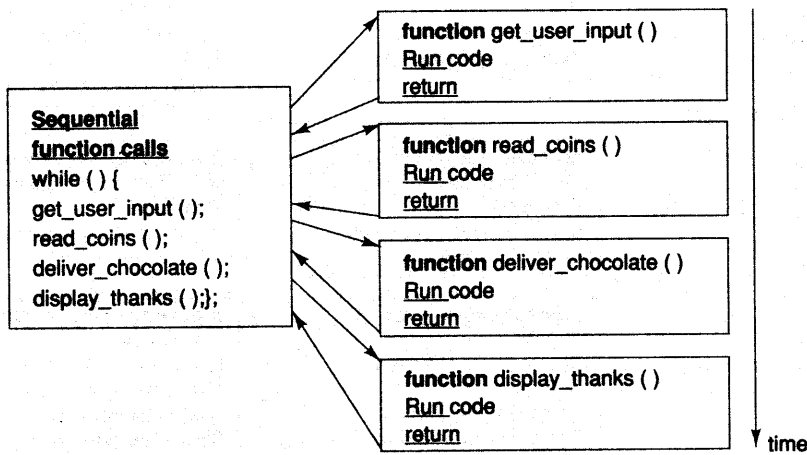 Sequential
function calls
while () {
get_user_input ( );
read_coins ( );
deliver_chocolate ( );
display_thanks ( );};
function get_user_input ( )
Run code
return
function read_coins ( )
Run code
return
function deliver_chocolate ( )
Run code
return
function display_thanks ( )
Run code
return
time